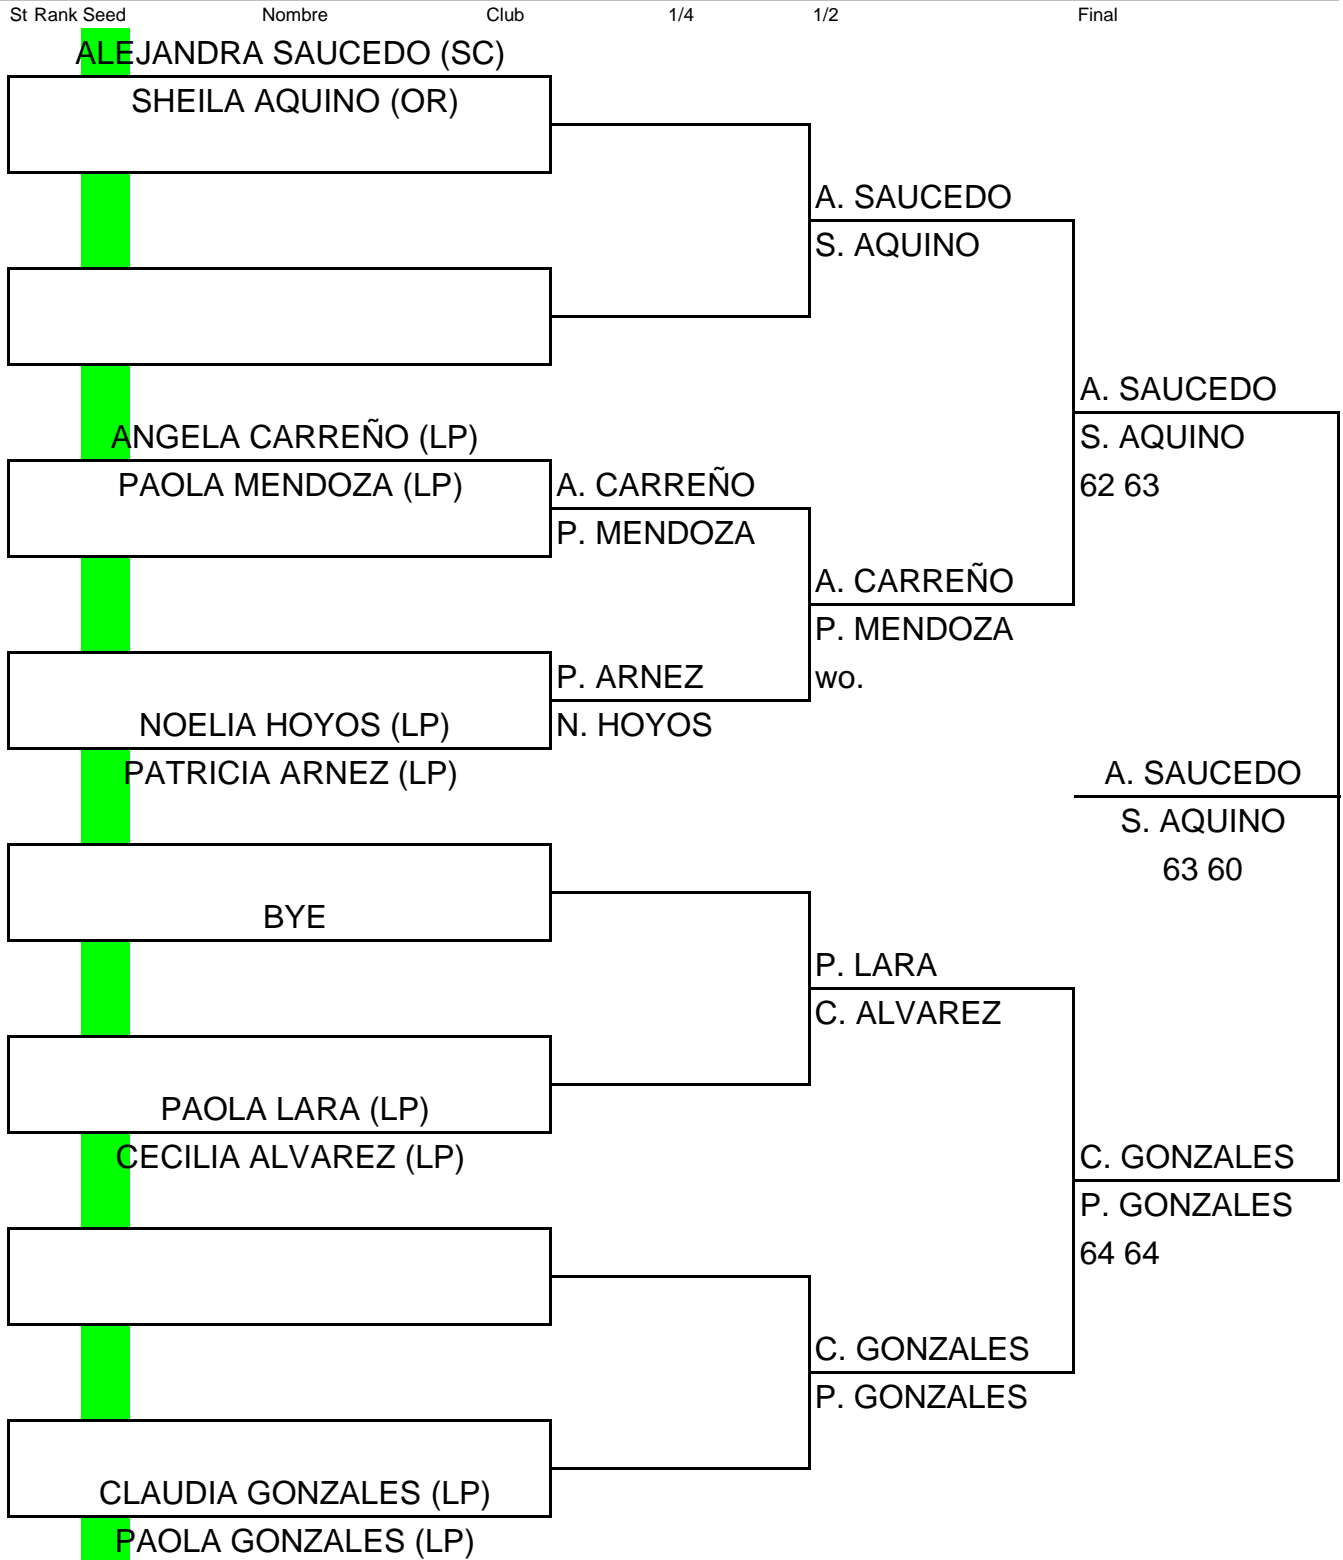 St Rank Seed Nombre Club 1/4 1/2 Final
ALEJANDRA SAUCEDO (SC)
SHEILA AQUINO (OR)
A. SAUCEDO
S. AQUINO
A. SAUCEDO
S. AQUINO
62 63
ANGELA CARREÑO (LP)
PAOLA MENDOZA (LP)
A. CARREÑO
P. MENDOZA
A. CARREÑO
P. MENDOZA
wo.
P. ARNEZ
N. HOYOS
NOELIA HOYOS (LP)
PATRICIA ARNEZ (LP)
A. SAUCEDO
S. AQUINO
63 60
BYE
P. LARA
C. ALVAREZ
PAOLA LARA (LP)
CECILIA ALVAREZ (LP)
C. GONZALES
P. GONZALES
64 64
C. GONZALES
P. GONZALES
CLAUDIA GONZALES (LP)
PAOLA GONZALES (LP)